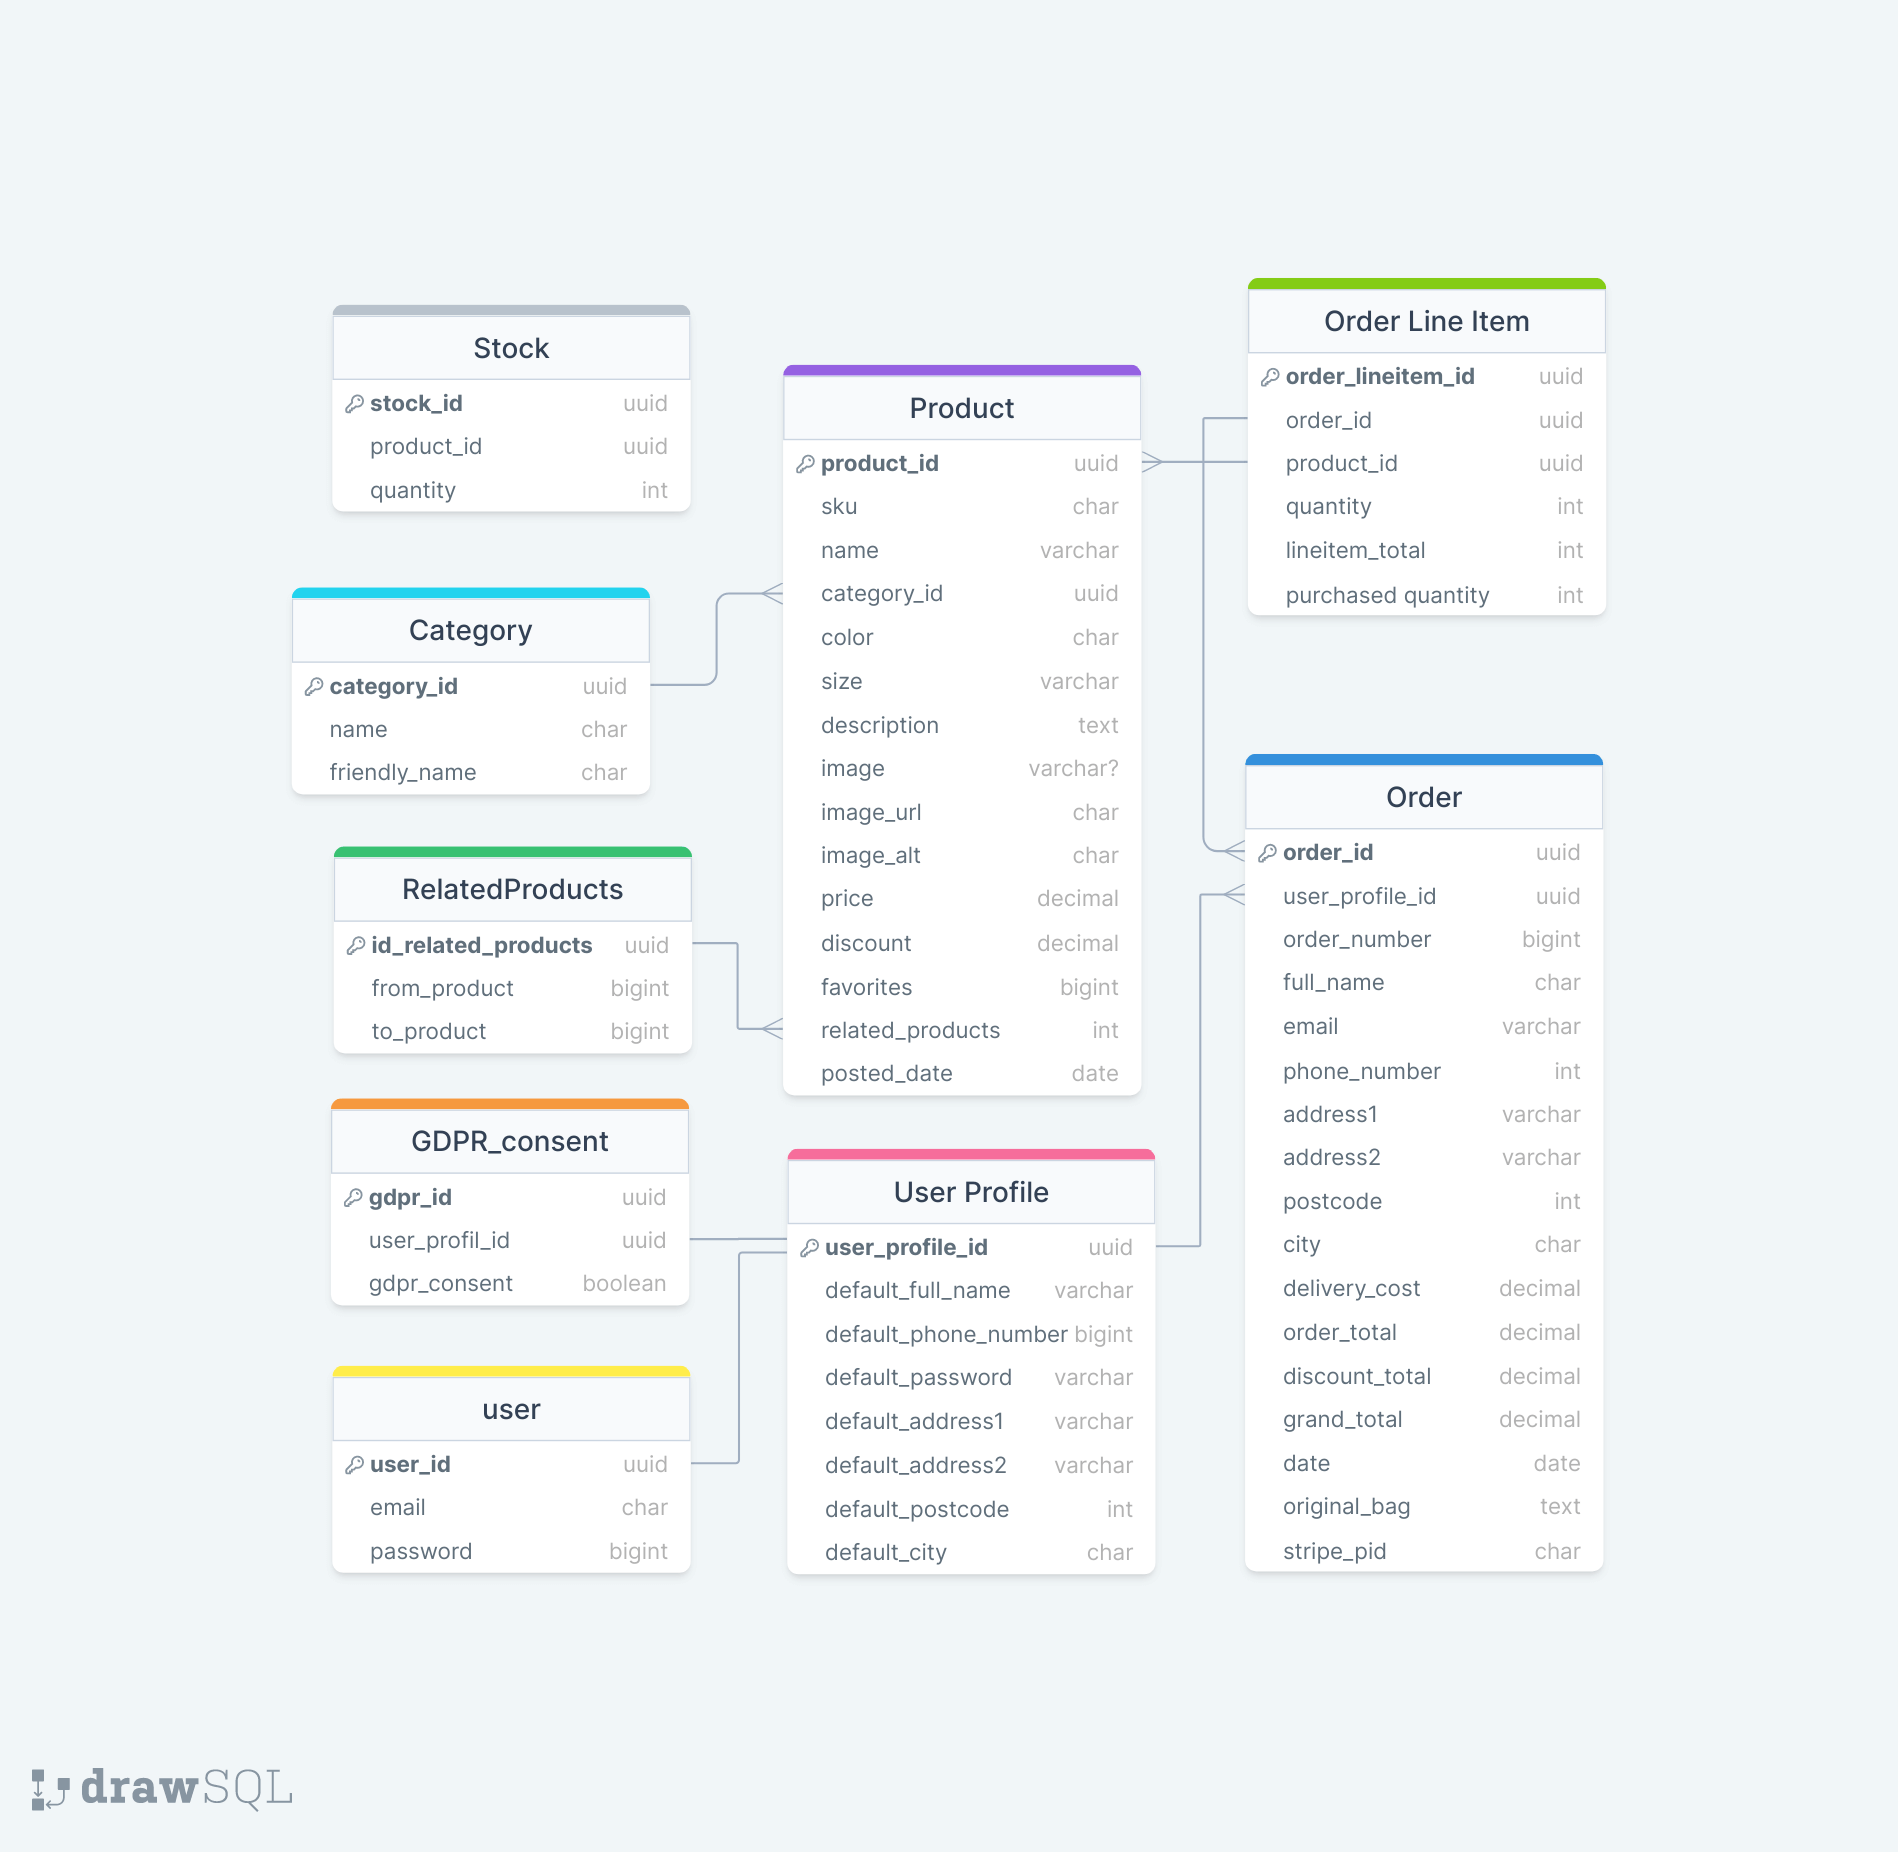 Stock
stock_id uuid
product_id uuid
quantity int
Category
category_id uuid
name char
friendly_name char
RelatedProducts
id_related_products uuid
from_product bigint
to_product bigint
GDPR_consent
gdpr_id uuid
user_profil_id uuid
gdpr_consent boolean
user
user_id uuid
email char
password bigint
Product
product_id uuid
sku char
name varchar
category_id uuid
color char
size varchar
description text
image varchar?
image_url char
image_alt char
price decimal
discount decimal
favorites bigint
related_products int
posted_date date
User Profile
user_profile_id uuid
default_full_name varchar
default_phone_number bigint
default_password varchar
default_address1 varchar
default_address2 varchar
default_postcode int
default_city char
Order Line Item
order_lineitem_id uuid
order_id uuid
product_id uuid
quantity int
lineitem_total int
purchased quantity int
Order
order_id uuid
user_profile_id uuid
order_number bigint
full_name char
email varchar
phone_number int
address1 varchar
address2 varchar
postcode int
city char
delivery_cost decimal
order_total decimal
discount_total decimal
grand_total decimal
date date
original_bag text
stripe_pid char
drawSQL